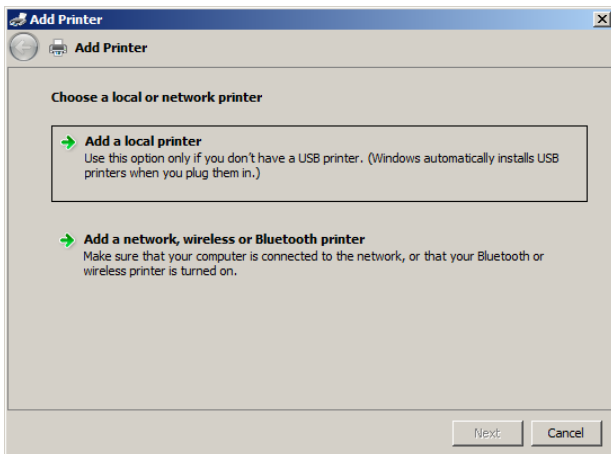 Add Printer
Add Printer
Choose a local or network printer
Add a local printer
Use this option only if you don't have a USB printer. (Windows automatically installs USB
printers when you plug them in.)
Add a network, wireless or Bluetooth printer
Make sure that your computer is connected to the network, or that your Bluetooth or
wireless printer is turned on.
Next Cancel